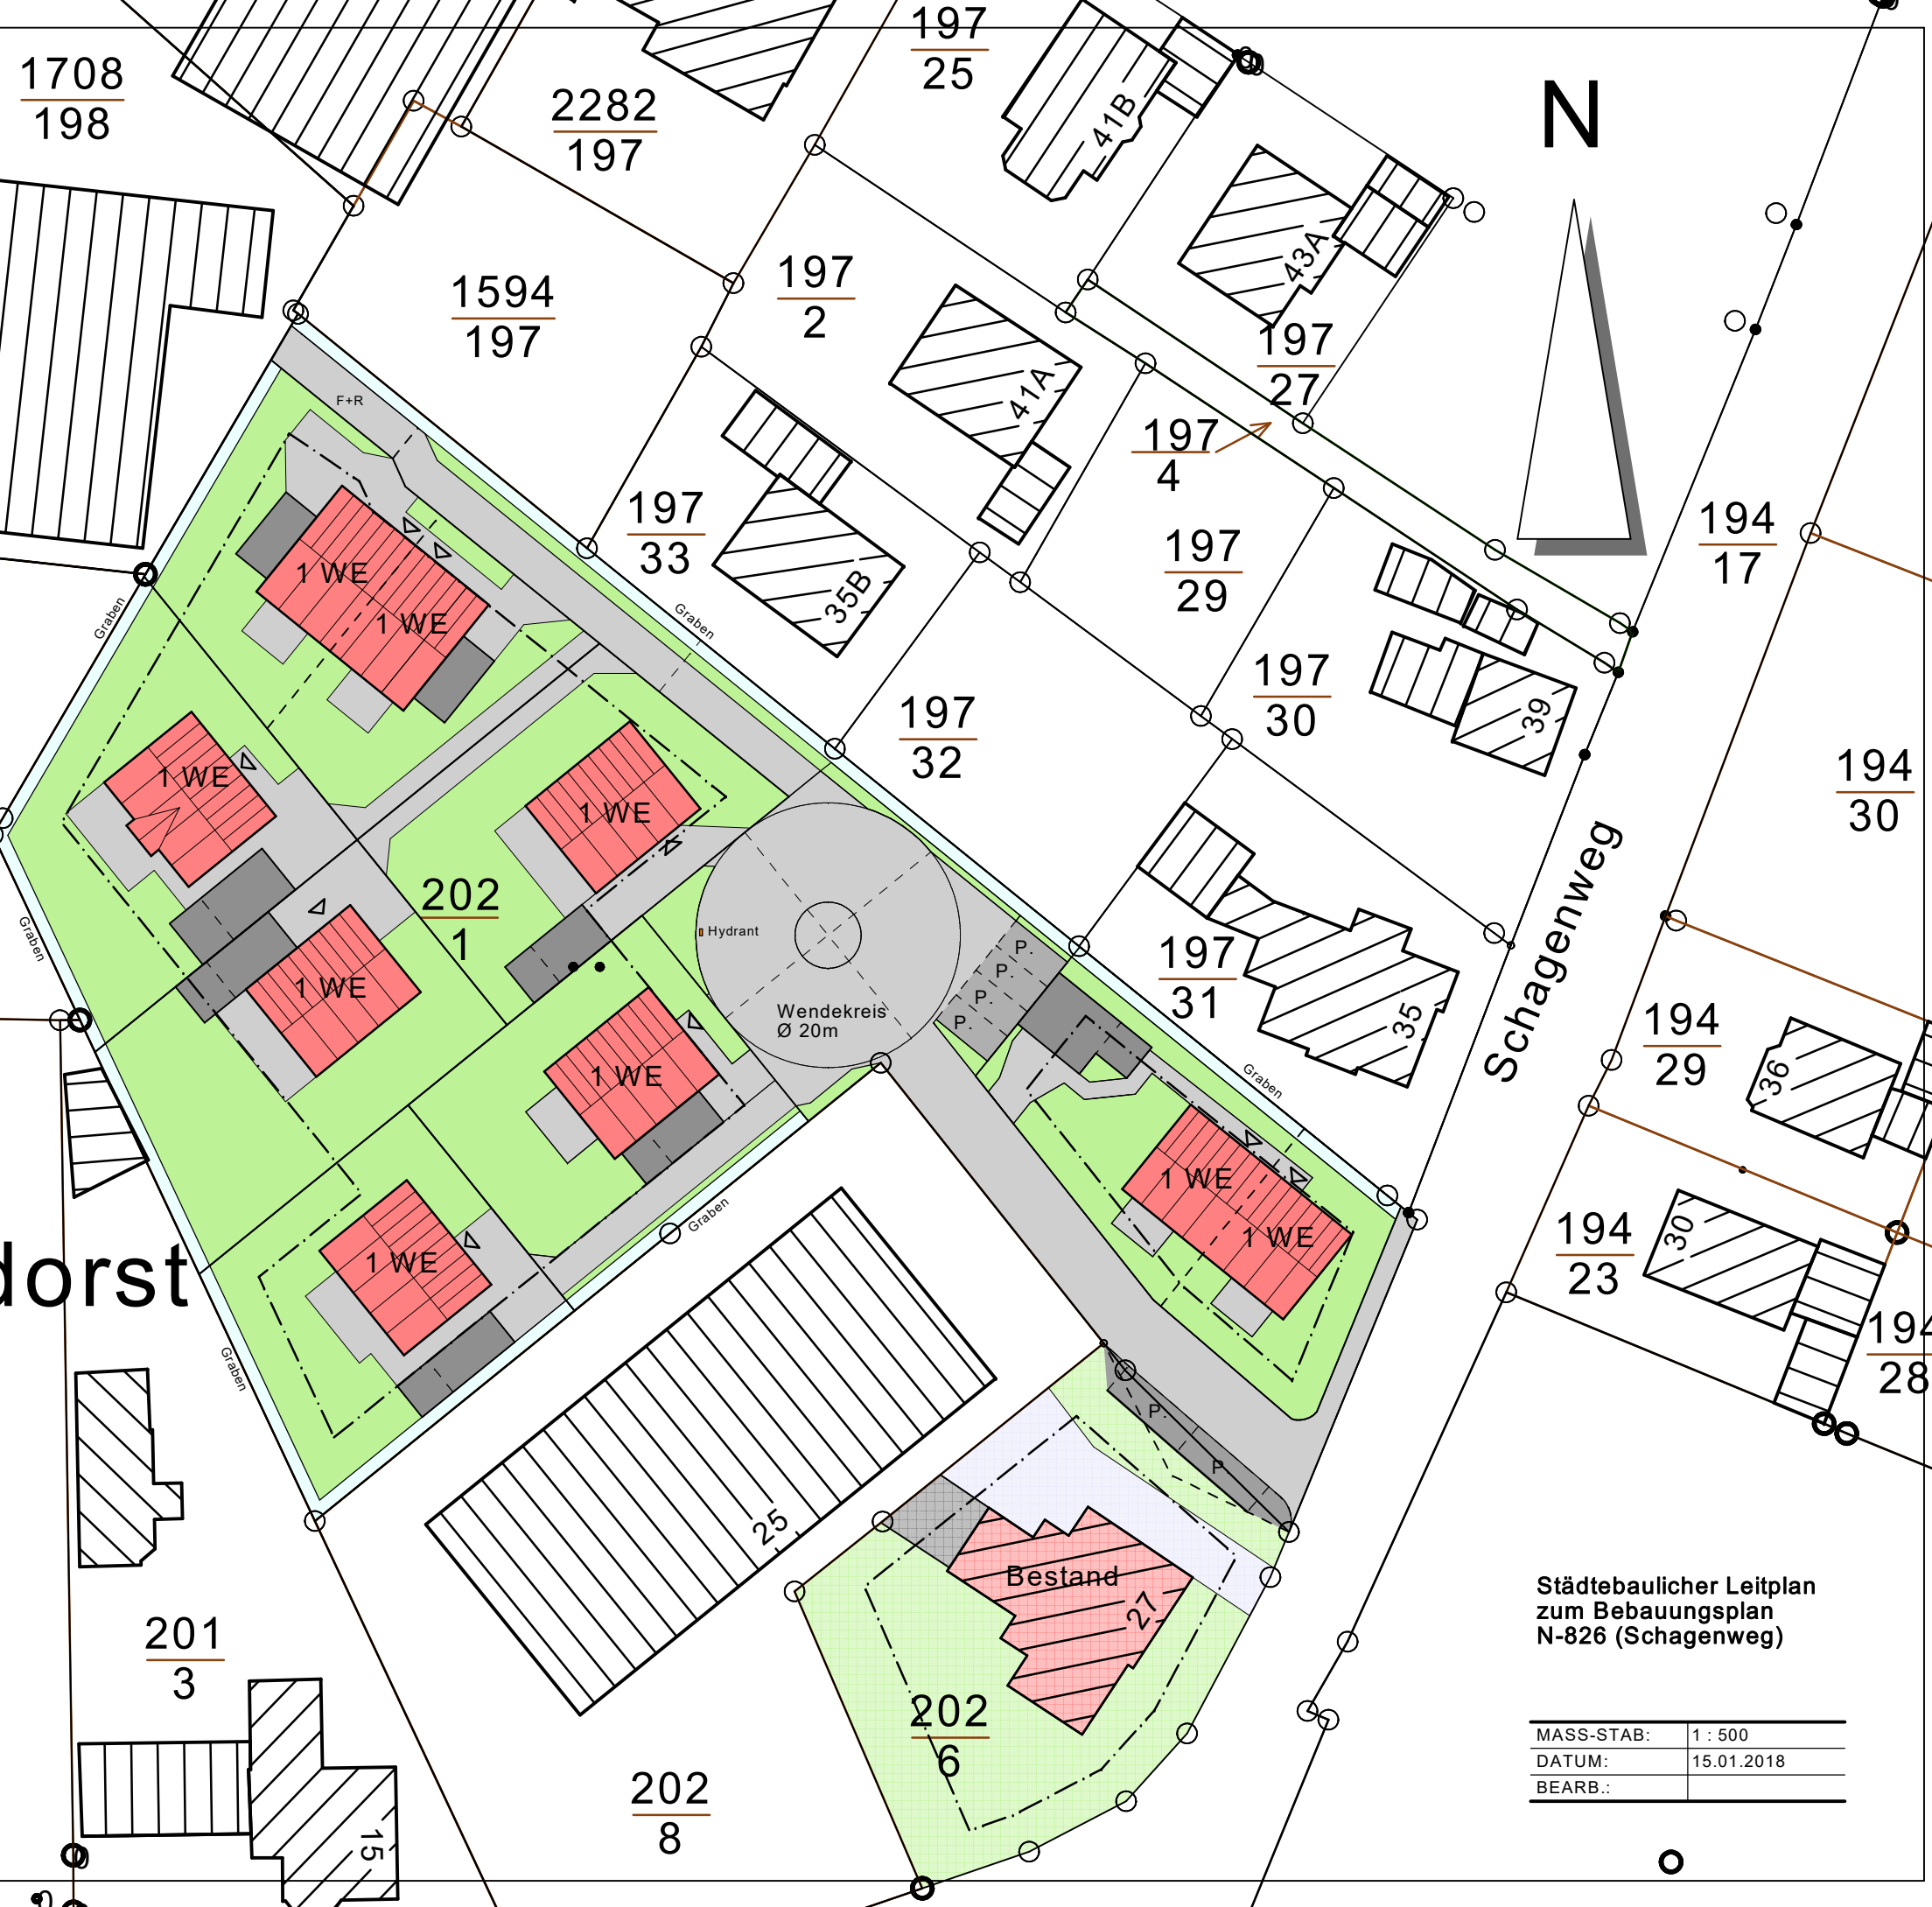 197
25
1708
198
2282
197
N
41B
43A
1594
197
197
2
197
27
41A
F+R
197
4
197
33
197
29
194
17
1 WE
1 WE
Graben
Graben
35B
197
30
39
197
32
1 WE
1 WE
194
30
202
1
Graben
Hydrant
P.
P.
P.
P.
Wendekreis
Ø 20m
1 WE
197
31
35
Schagenweg
194
29
36
1 WE
Graben
1 WE
1 WE
Graben
194
23
30
dorst
1 WE
Graben
194
28
P.
P.
25
Bestand
27
Städtebaulicher Leitplan
zum Bebauungsplan
N-826 (Schagenweg)
201
3
202
6
MASS-STAB: 1 : 500
DATUM: 15.01.2018
BEARB.:
202
8
15